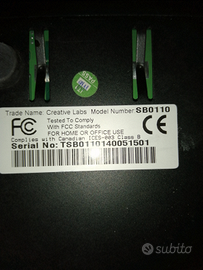 PASS
Trade Name: Creative Labs Model Number: SB0110
FC
Tested To Comply
With FCC Standards
FOR HOME OR OFFICE USE
Complies with Canadian ICES-003 Class B
Serial No: TSB0110140051501
subito